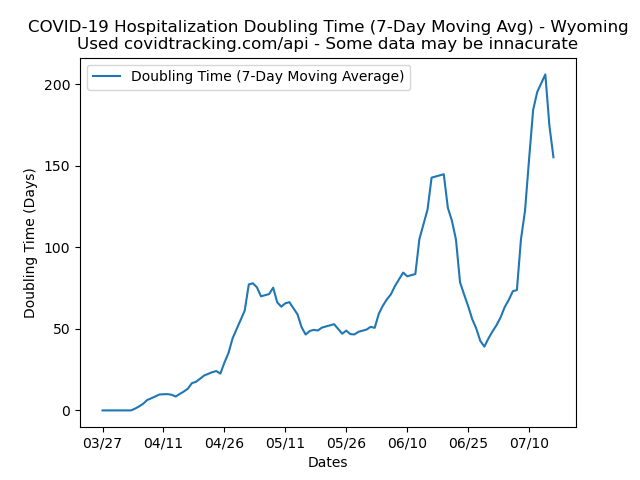 COVID-19 Hospitalization Doubling Time (7-Day Moving Avg) - Wyoming
Used covidtracking.com/api - Some data may be innacurate
Doubling Time (7-Day Moving Average)
200
150
100
50
0
Doubling Time (Days)
03/27 04/11 04/26 05/11 05/26 06/10 06/25 07/10
Dates